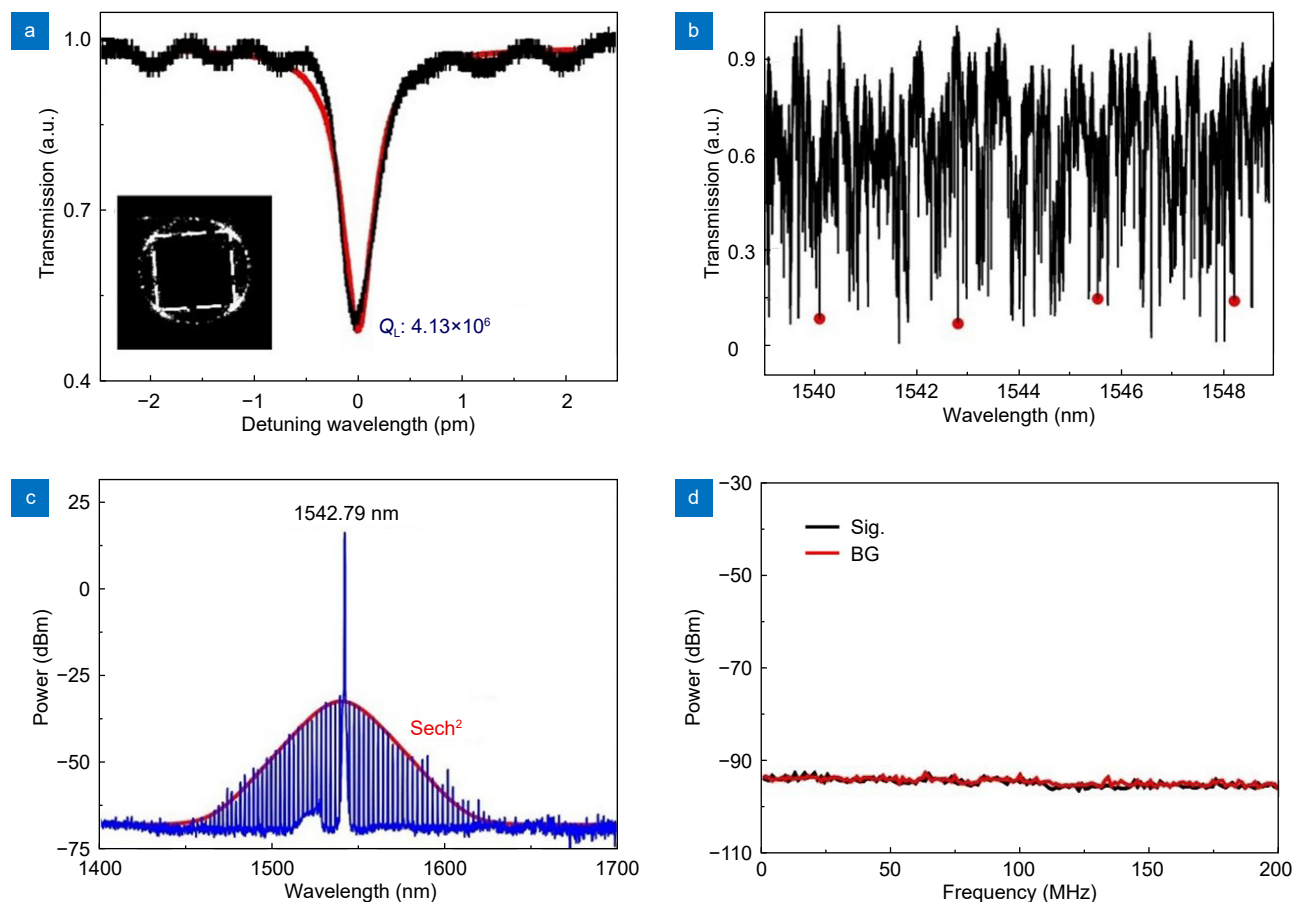 a
1.0
0.7
0.4
Transmission (a.u.)
−2
−1
0
1
2
Detuning wavelength (pm)
Q_L: 4.13×10⁶
b
0.9
0.6
0.3
0
Transmission (a.u.)
1540
1542
1544
1546
1548
Wavelength (nm)
c
25
0
−25
−50
−75
Power (dBm)
1542.79 nm
Sech²
1400
1500
1600
1700
Wavelength (nm)
d
−30
−50
−70
−90
−110
Power (dBm)
Sig.
BG
0
50
100
150
200
Frequency (MHz)